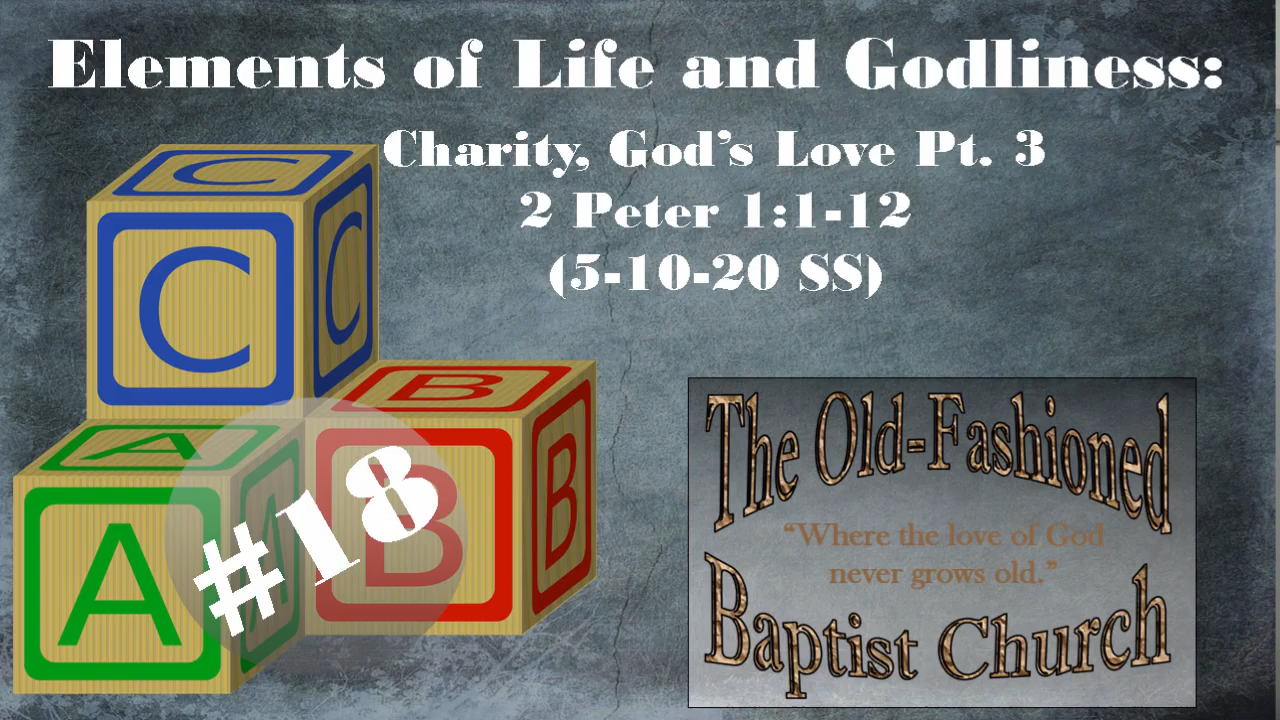 Elements of Life and Godliness:
Charity, God's Love Pt. 3
2 Peter 1:1-12
(5-10-20 SS)
C
C
C
B
B
B
A
A
A
#18
The Old-Fashioned
"Where the love of God
never grows old."
Baptist Church